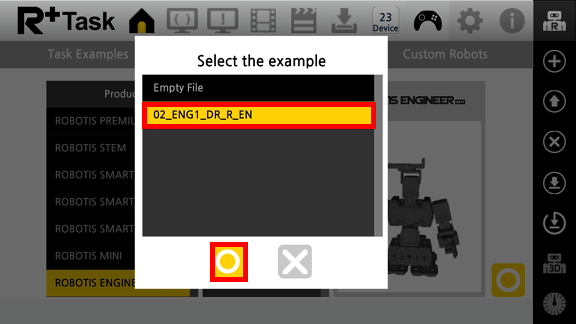 R+Task
23
Device
Task Examples
Custom Robots
Select the example
Empty File
02_ENG1_DR_R_EN
Produc
ROBOTIS PREMIU
ROBOTIS STEM
ROBOTIS SMART
ROBOTIS SMART
ROBOTIS SMART
ROBOTIS MINI
ROBOTIS ENGINE
TIS ENGINEER
R
3D